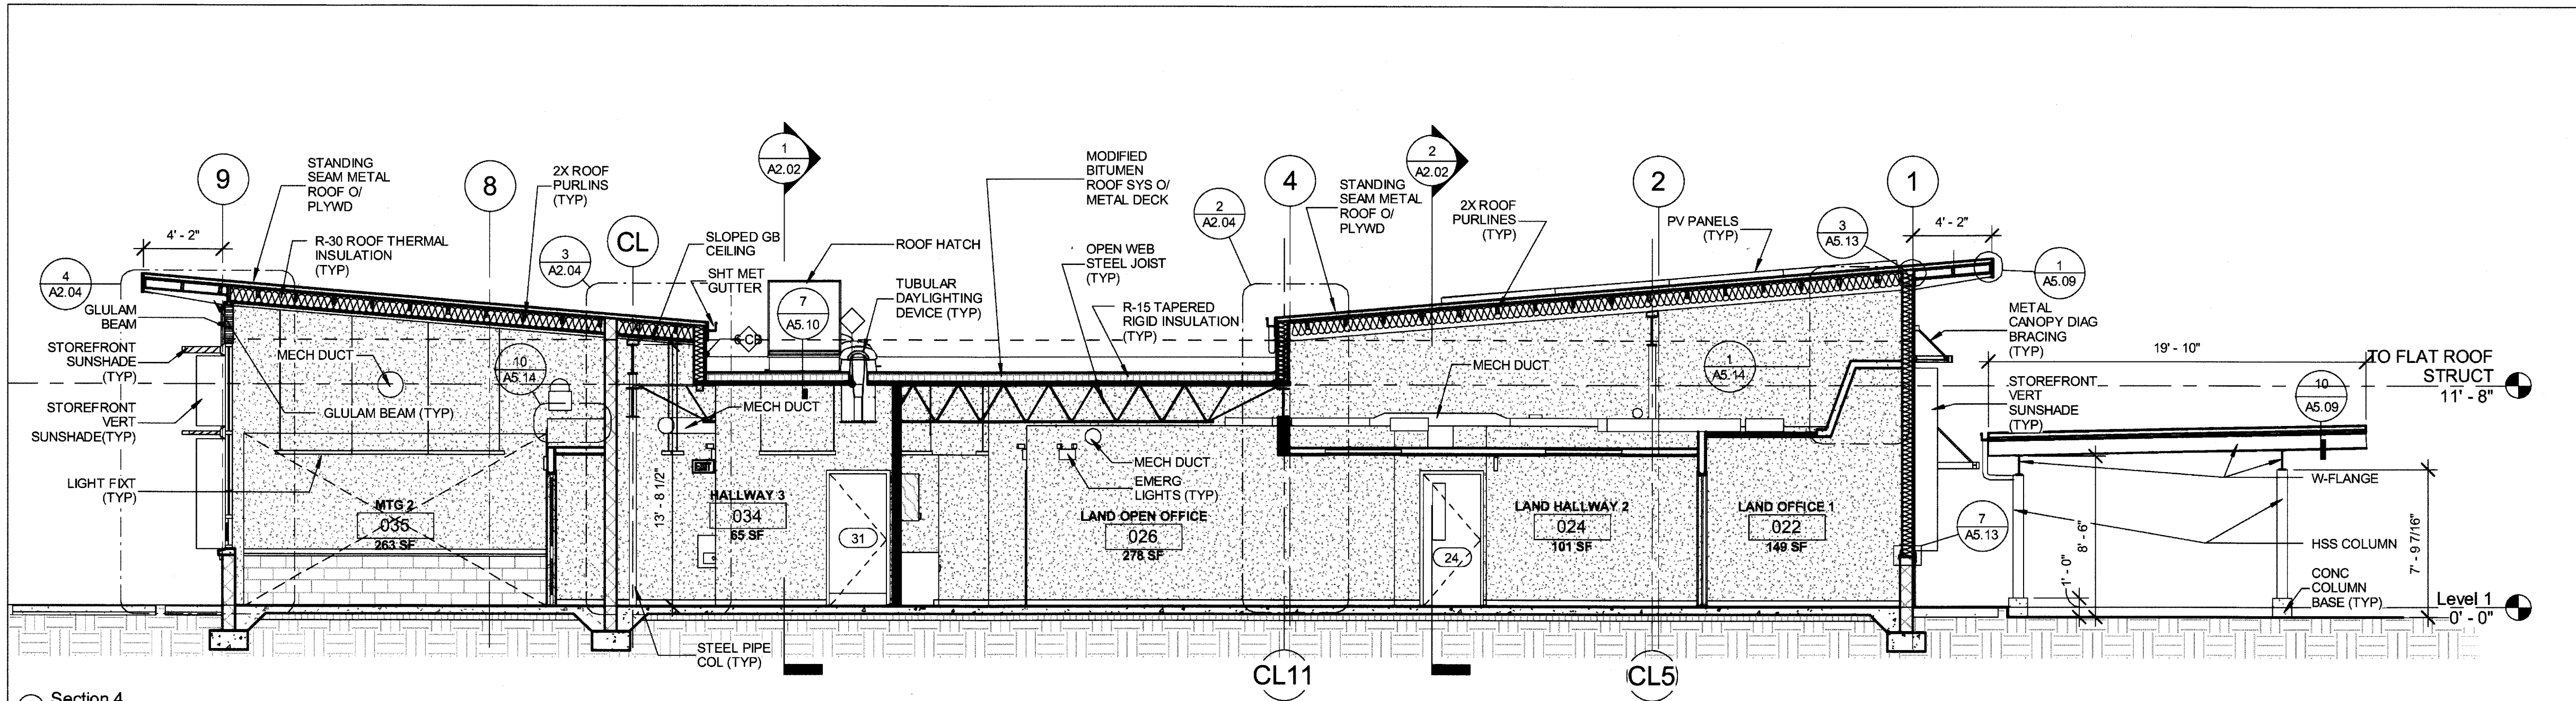 9
STANDING
SEAM METAL
ROOF O/
PLYWD
8
2X ROOF
PURLINS
(TYP)
1
A2.02
MODIFIED
BITUMEN
ROOF SYS O/
METAL DECK
4
STANDING
SEAM METAL
ROOF O/
PLYWD
2
A2.02
2X ROOF
PURLINES
(TYP)
2
PV PANELS
(TYP)
1
4' - 2"
R-30 ROOF THERMAL
INSULATION
(TYP)
3
A2.04
CL
SLOPED GB
CEILING
SHT MET
GUTTER
ROOF HATCH
2
A2.04
OPEN WEB
STEEL JOIST
(TYP)
3
A5.13
4' - 2"
4
A2.04
GLULAM
BEAM
7
A5.10
TUBULAR
DAYLIGHTING
DEVICE (TYP)
R-15 TAPERED
RIGID INSULATION
(TYP)
1
A5.09
METAL
CANOPY DIAG
BRACING
(TYP)
STOREFRONT
SUNSHADE
(TYP)
MECH DUCT
10
A5.14
1
A5.14
MECH DUCT
19' - 10"
TO FLAT ROOF
STRUCT
11' - 8"
STOREFRONT
VERT
SUNSHADE(TYP)
GLULAM BEAM (TYP)
MECH DUCT
STOREFRONT
VERT
SUNSHADE
(TYP)
10
A5.09
LIGHT FIXT
(TYP)
EXIT
13' - 8 1/2"
MECH DUCT
EMERG
LIGHTS (TYP)
W-FLANGE
MTG 2
035
263 SF
HALLWAY 3
034
65 SF
31
LAND OPEN OFFICE
026
278 SF
24
LAND HALLWAY 2
024
101 SF
LAND OFFICE 1
022
149 SF
7
A5.13
1' - 0"
8' - 6"
HSS COLUMN
7' - 9 7/16"
CONC
COLUMN
BASE (TYP)
Level 1
0' - 0"
STEEL PIPE
COL (TYP)
CL11
CL5
Section 4